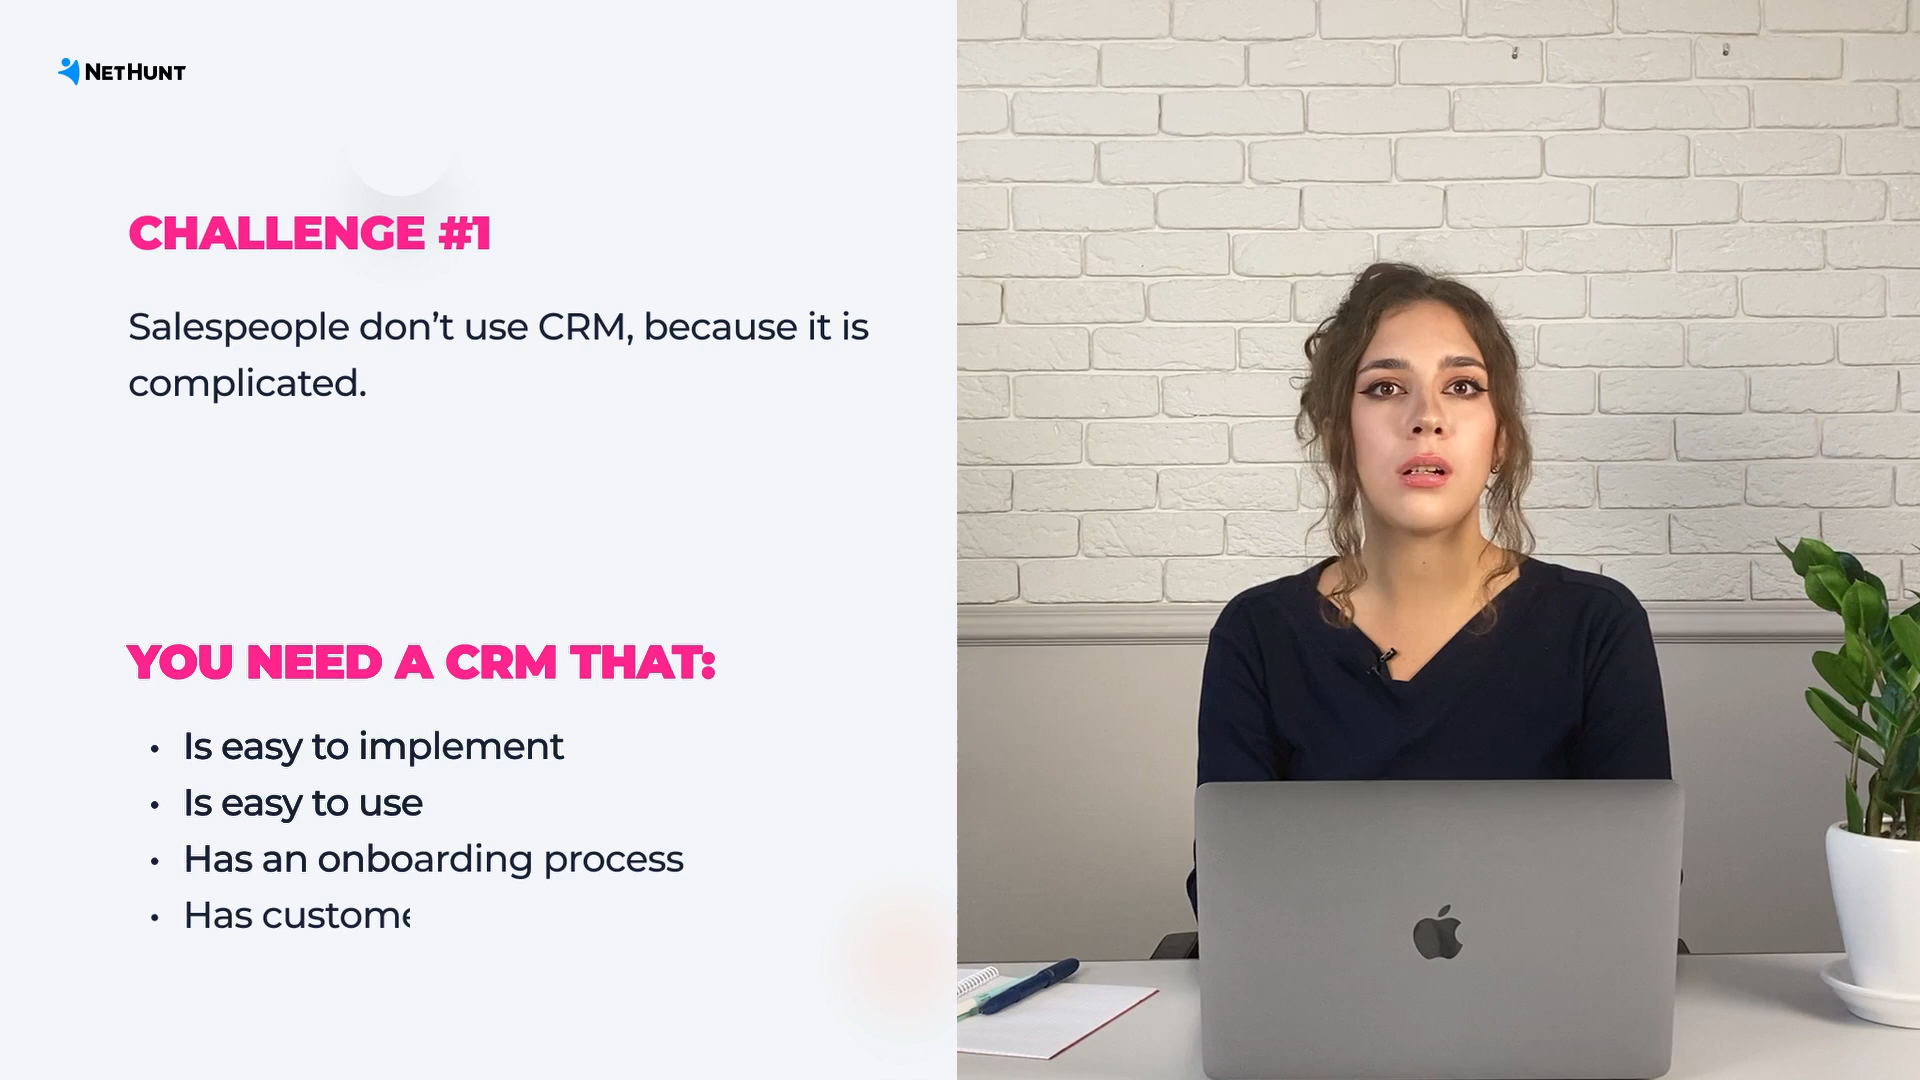 NETHUNT
CHALLENGE #1
Salespeople don’t use CRM, because it is
complicated.
YOU NEED A CRM THAT:
• Is easy to implement
• Is easy to use
• Has an onboarding process
• Has custome